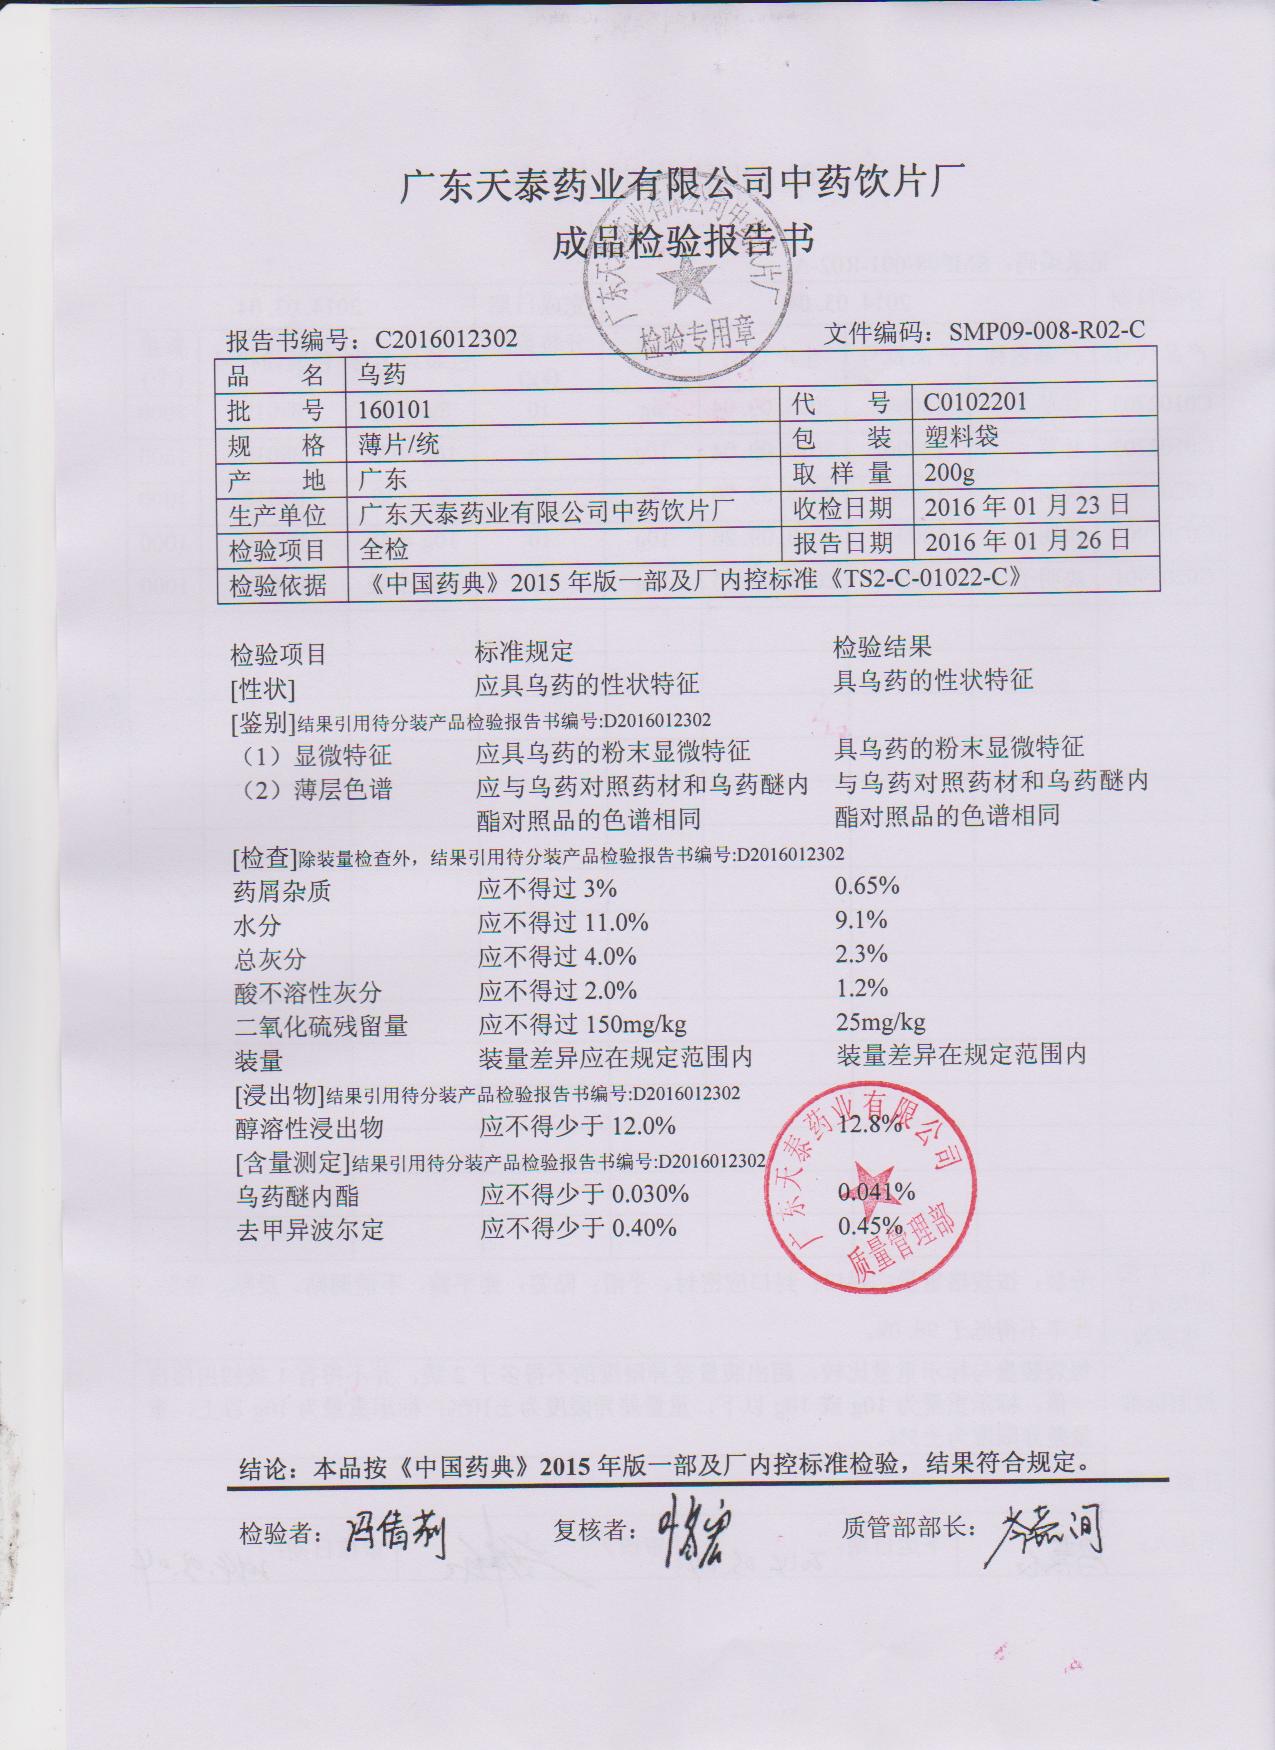 广东天泰药业有限公司中药饮片厂
成品检验报告书
广东天泰药业有限公司中药饮片厂
检验专用章
报告书编号：C2016012302 文件编码：SMP09-008-R02-C
品 名 乌药
批 号 160101 代 号 C0102201
规 格 薄片/统 包 装 塑料袋
产 地 广东 取 样 量 200g
生产单位 广东天泰药业有限公司中药饮片厂 收检日期 2016 年 01 月 23 日
检验项目 全检 报告日期 2016 年 01 月 26 日
检验依据 《中国药典》2015 年版一部及厂内控标准《TS2-C-01022-C》
检验项目 标准规定 检验结果
[性状] 应具乌药的性状特征 具乌药的性状特征
[鉴别]结果引用待分装产品检验报告书编号:D2016012302
（1）显微特征 应具乌药的粉末显微特征 具乌药的粉末显微特征
（2）薄层色谱 应与乌药对照药材和乌药醚内 与乌药对照药材和乌药醚内
酯对照品的色谱相同 酯对照品的色谱相同
[检查]除装量检查外，结果引用待分装产品检验报告书编号:D2016012302
药屑杂质 应不得过 3% 0.65%
水分 应不得过 11.0% 9.1%
总灰分 应不得过 4.0% 2.3%
酸不溶性灰分 应不得过 2.0% 1.2%
二氧化硫残留量 应不得过 150mg/kg 25mg/kg
装量 装量差异应在规定范围内 装量差异在规定范围内
[浸出物]结果引用待分装产品检验报告书编号:D2016012302
醇溶性浸出物 应不得少于 12.0% 12.8%
[含量测定]结果引用待分装产品检验报告书编号:D2016012302
乌药醚内酯 应不得少于 0.030% 0.041%
去甲异波尔定 应不得少于 0.40% 0.45%
广东天泰药业有限公司
质量管理部
结论：本品按《中国药典》2015 年版一部及厂内控标准检验，结果符合规定。
检验者： 复核者： 质管部部长：